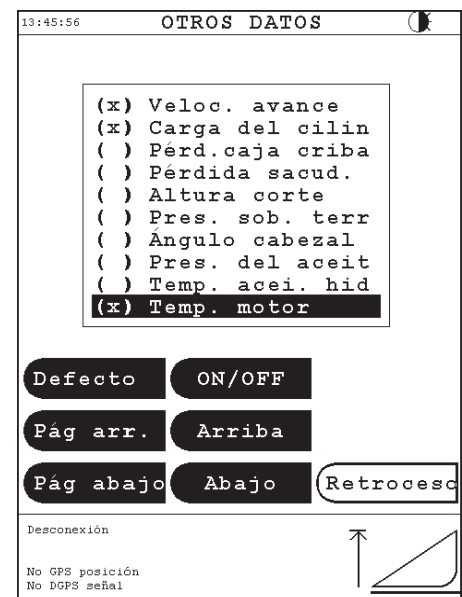 13:45:56 OTROS DATOS
(x) Veloc. avance
(x) Carga del cilin
( ) Pérd.caja criba
( ) Pérdida sacud.
( ) Altura corte
( ) Pres. sob. terr
( ) Ángulo cabezal
( ) Pres. del aceit
( ) Temp. acei. hid
(x) Temp. motor
Defecto ON/OFF
Pág arr. Arriba
Pág abajo Abajo Retroceso
Desconexión
No GPS posición
No DGPS señal